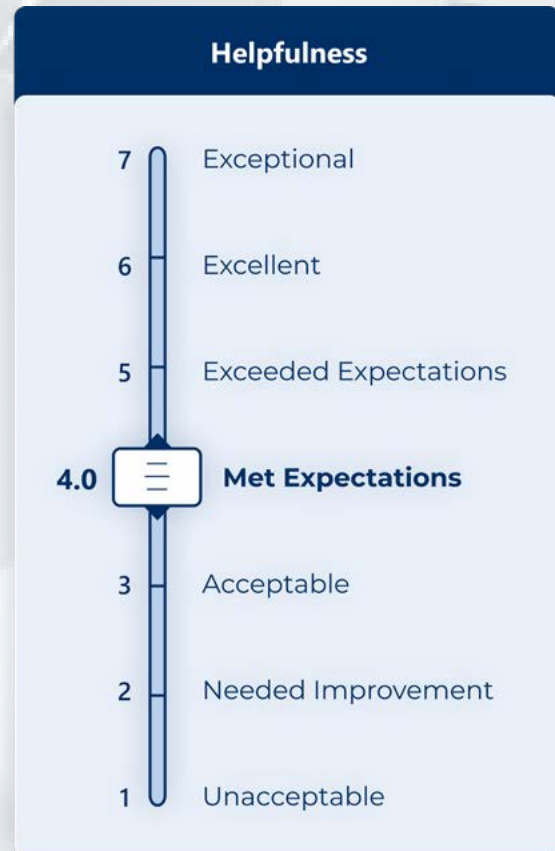 Helpfulness
7 Exceptional
6 Excellent
5 Exceeded Expectations
4.0 Met Expectations
3 Acceptable
2 Needed Improvement
1 Unacceptable